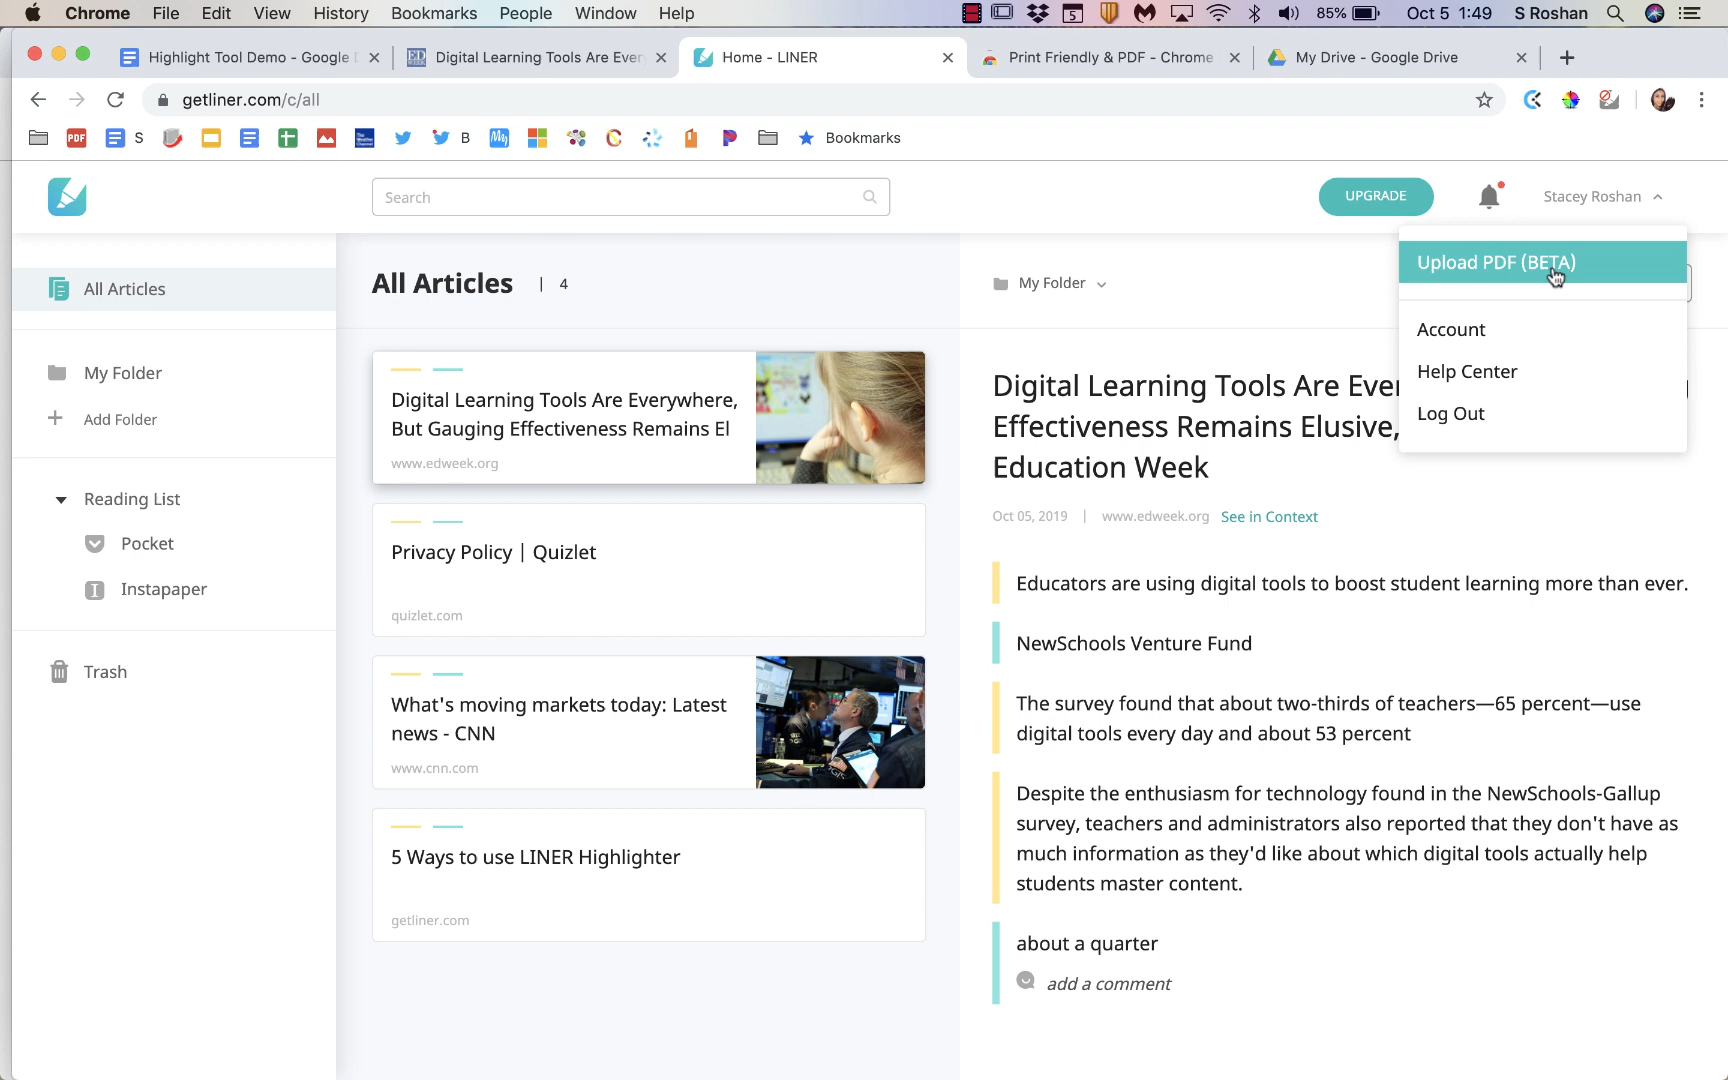 Chrome File Edit View History Bookmarks People Window Help 5 85% Oct 5 1:49 S Roshan
Highlight Tool Demo - Google D
ED WEEK Digital Learning Tools Are Every
Home - LINER
Print Friendly & PDF - Chrome
My Drive - Google Drive
getliner.com/c/all
PDF S B My Bookmarks
Search
UPGRADE
Stacey Roshan
Upload PDF (BETA)
Account
Help Center
Log Out
All Articles
My Folder
Add Folder
Reading List
Pocket
Instapaper
Trash
All Articles | 4
Digital Learning Tools Are Everywhere,
But Gauging Effectiveness Remains El
www.edweek.org
Privacy Policy | Quizlet
quizlet.com
What's moving markets today: Latest
news - CNN
www.cnn.com
5 Ways to use LINER Highlighter
getliner.com
My Folder
Digital Learning Tools Are Ever
Effectiveness Remains Elusive,
Education Week
Oct 05, 2019 | www.edweek.org See in Context
Educators are using digital tools to boost student learning more than ever.
NewSchools Venture Fund
The survey found that about two-thirds of teachers—65 percent—use
digital tools every day and about 53 percent
Despite the enthusiasm for technology found in the NewSchools-Gallup
survey, teachers and administrators also reported that they don't have as
much information as they'd like about which digital tools actually help
students master content.
about a quarter
add a comment